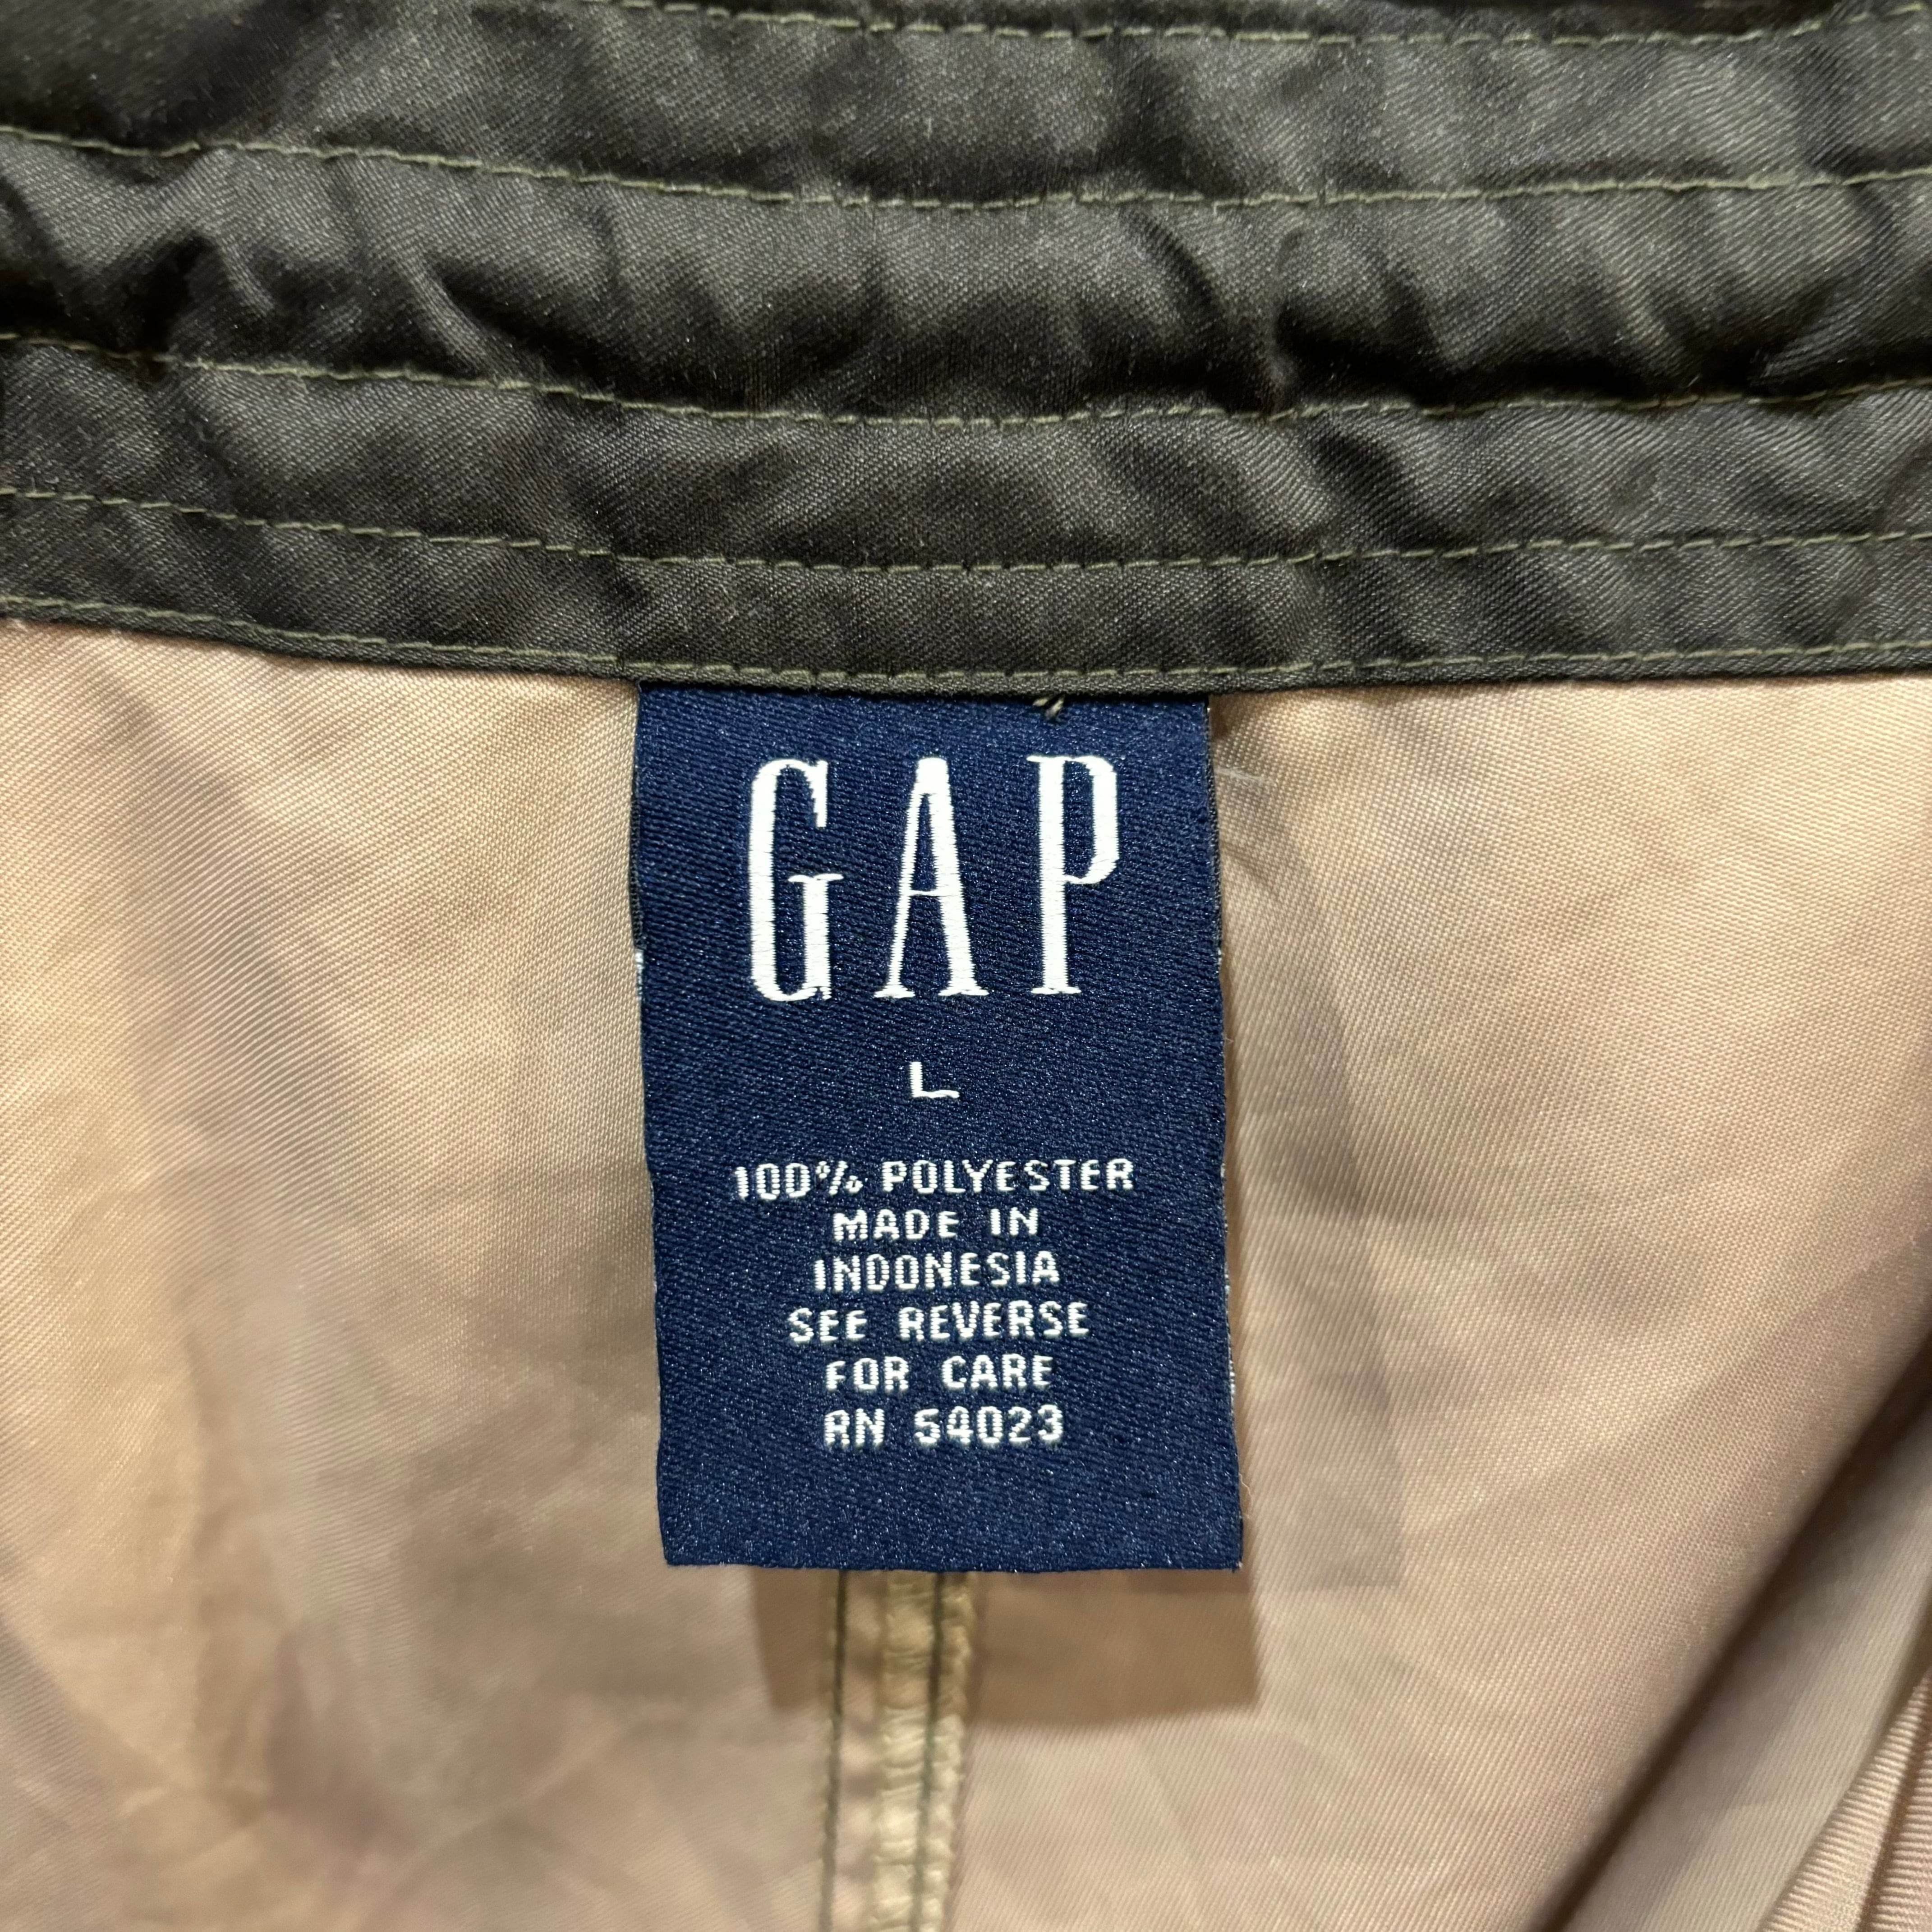 GAP
L
100% POLYESTER
MADE IN
INDONESIA
SEE REVERSE
FOR CARE
RN 54023